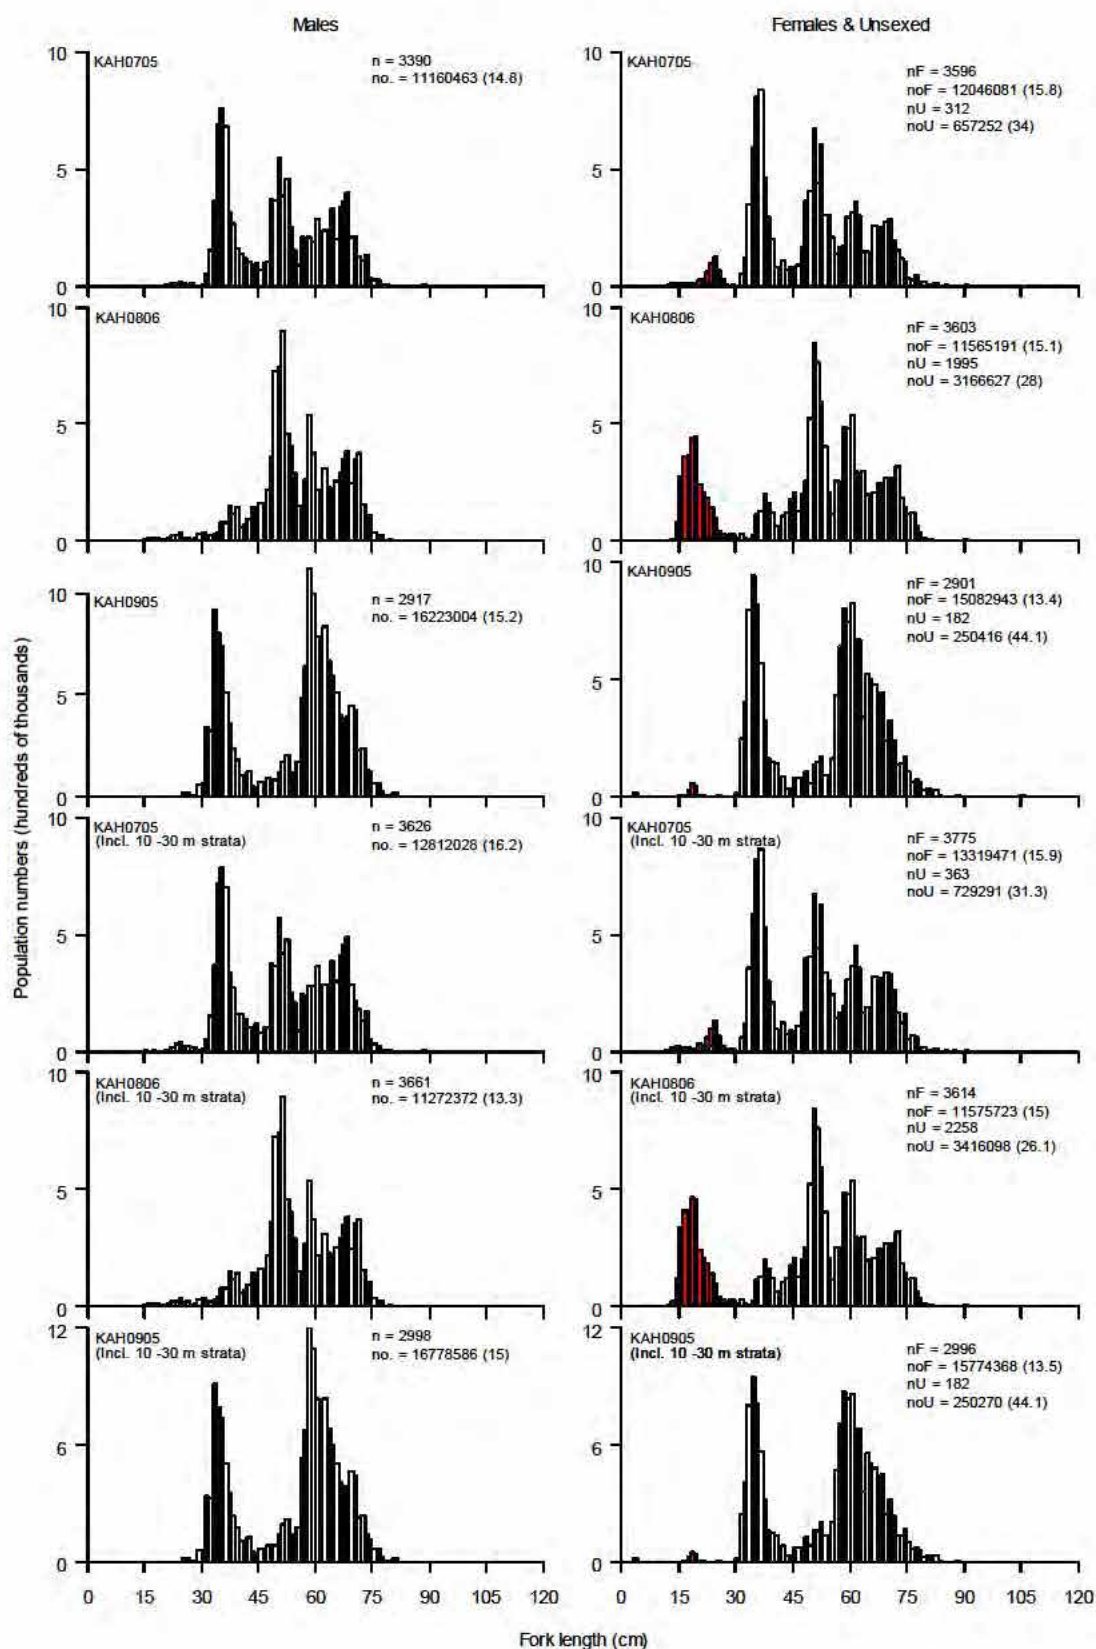 Males
Females & Unsexed
10
KAH0705
n = 3390
no. = 11160463 (14.8)
5
0
10
KAH0705
nF = 3596
noF = 12046081 (15.8)
nU = 312
noU = 657252 (34)
5
0
10
KAH0806
5
0
10
KAH0806
nF = 3603
noF = 11565191 (15.1)
nU = 1995
noU = 3166627 (28)
5
0
0 15 30 45 60 75 90 105 120
10
KAH0905
n = 2917
no. = 16223004 (15.2)
5
0
10
KAH0905
nF = 2901
noF = 15082943 (13.4)
nU = 182
noU = 250416 (44.1)
5
0
Population numbers (hundreds of thousands)
10
KAH0705
(Incl. 10 -30 m strata)
n = 3626
no. = 12812028 (16.2)
5
0
10
KAH0705
(Incl. 10 -30 m strata)
nF = 3775
noF = 13319471 (15.9)
nU = 363
noU = 729291 (31.3)
5
0
10
KAH0806
(Incl. 10 -30 m strata)
n = 3661
no. = 11272372 (13.3)
5
0
10
KAH0806
(Incl. 10 -30 m strata)
nF = 3614
noF = 11575723 (15)
nU = 2258
noU = 3416098 (26.1)
5
0
12
KAH0905
(Incl. 10 -30 m strata)
n = 2998
no. = 16778586 (15)
6
0
12
KAH0905
(Incl. 10 -30 m strata)
nF = 2996
noF = 15774368 (13.5)
nU = 182
noU = 250270 (44.1)
6
0
0 15 30 45 60 75 90 105 120
0 15 30 45 60 75 90 105 120
Fork length (cm)